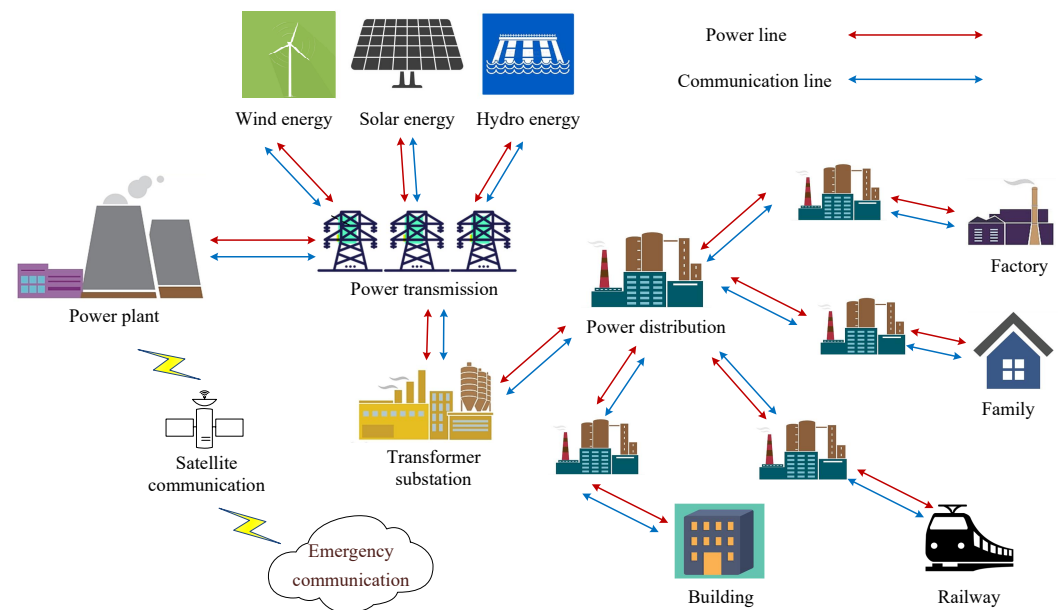 Power line
Communication line
Wind energy
Solar energy
Hydro energy
Factory
Power transmission
Power plant
Power distribution
Family
Transformer
substation
Satellite
communication
Emergency
communication
Building
Railway